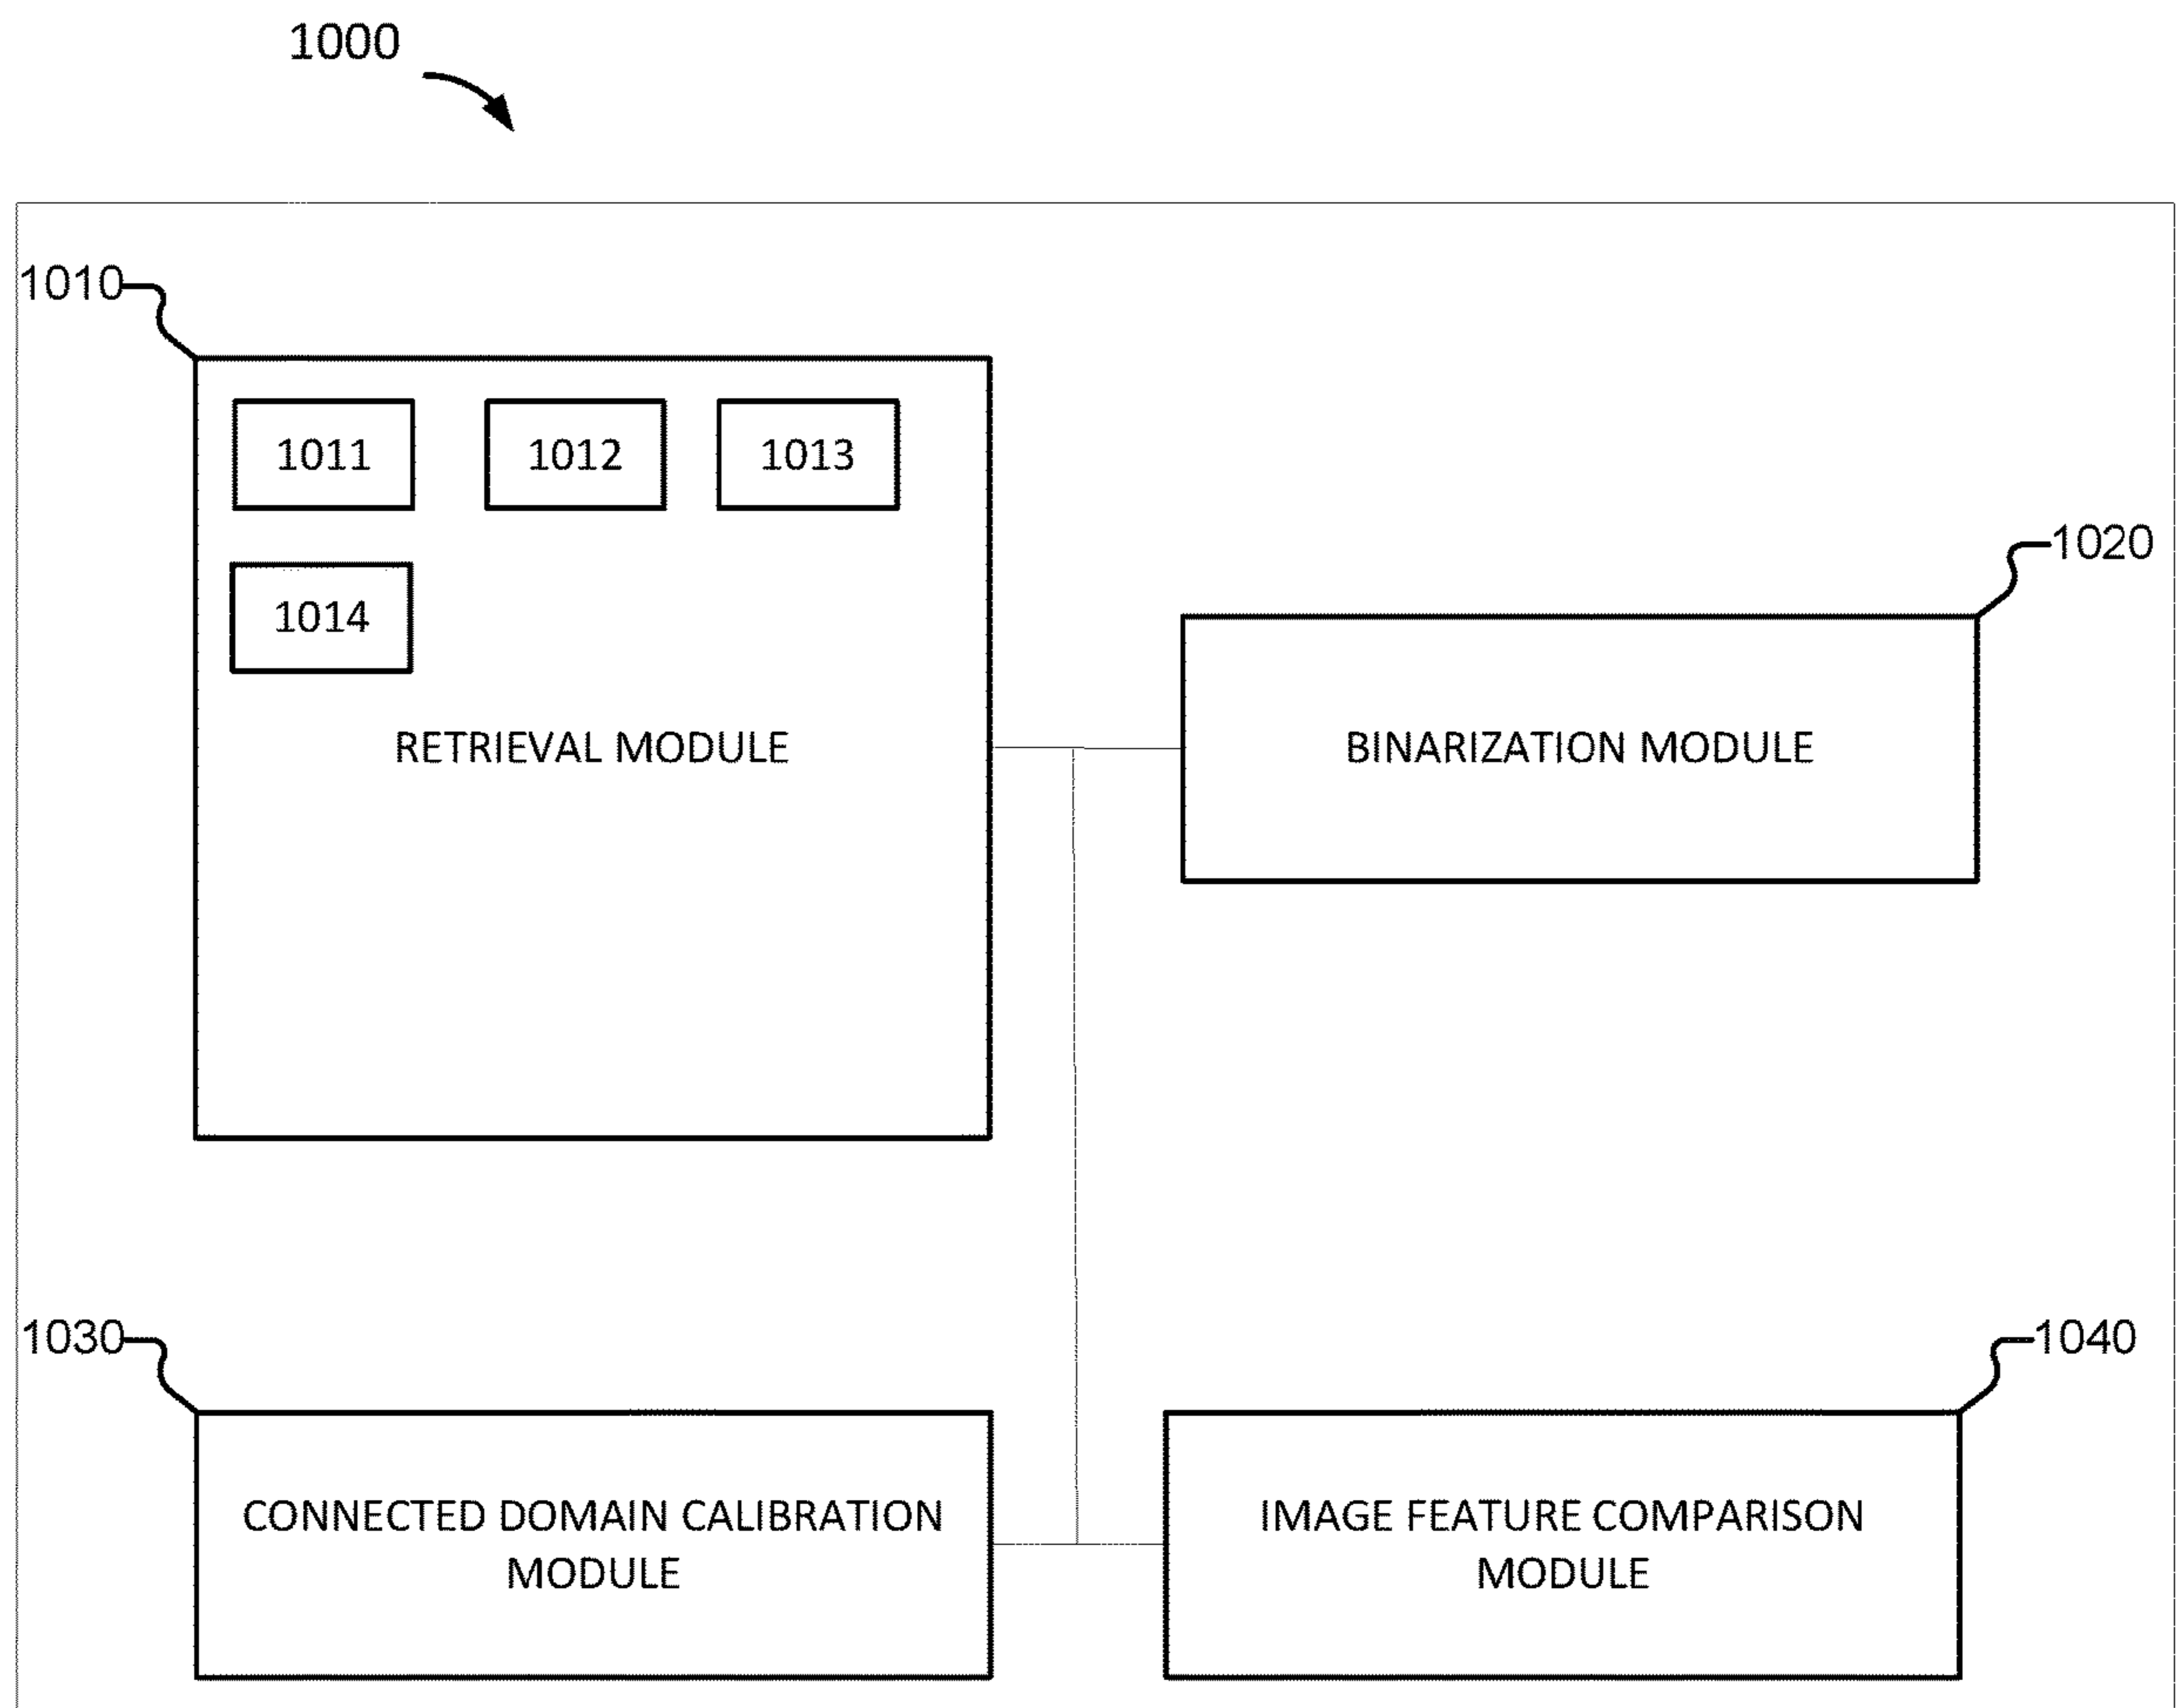 1000
1010
1011
1012
1013
1014
RETRIEVAL MODULE
1020
BINARIZATION MODULE
1030
CONNECTED DOMAIN CALIBRATION
MODULE
1040
IMAGE FEATURE COMPARISON
MODULE